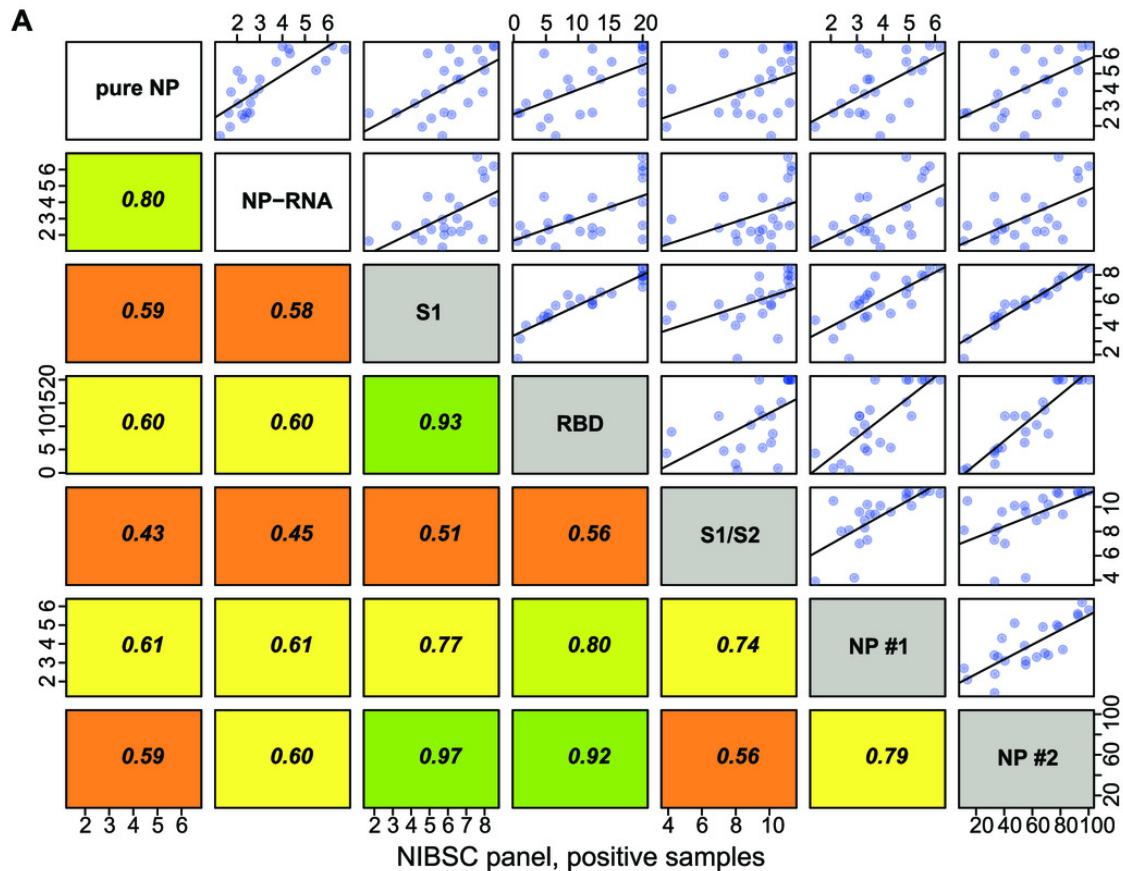 A
2 3 4 5 6
0 5 10 15 20
4 6 8 10
2 3 4 5 6
pure NP
2 3 4 5 6
2 3 4 5 6
0.80
NP−RNA
0.59
0.58
S1
2 4 6 8
0 5 10 15 20
0.60
0.60
0.93
RBD
0.43
0.45
0.51
0.56
S1/S2
4 6 8 10
2 3 4 5 6
0.61
0.61
0.77
0.80
0.74
NP #1
0.59
0.60
0.97
0.92
0.56
0.79
NP #2
20 60 100
2 3 4 5 6
2 3 4 5 6 7 8
4 6 8 10
20 40 60 80 100
NIBSC panel, positive samples